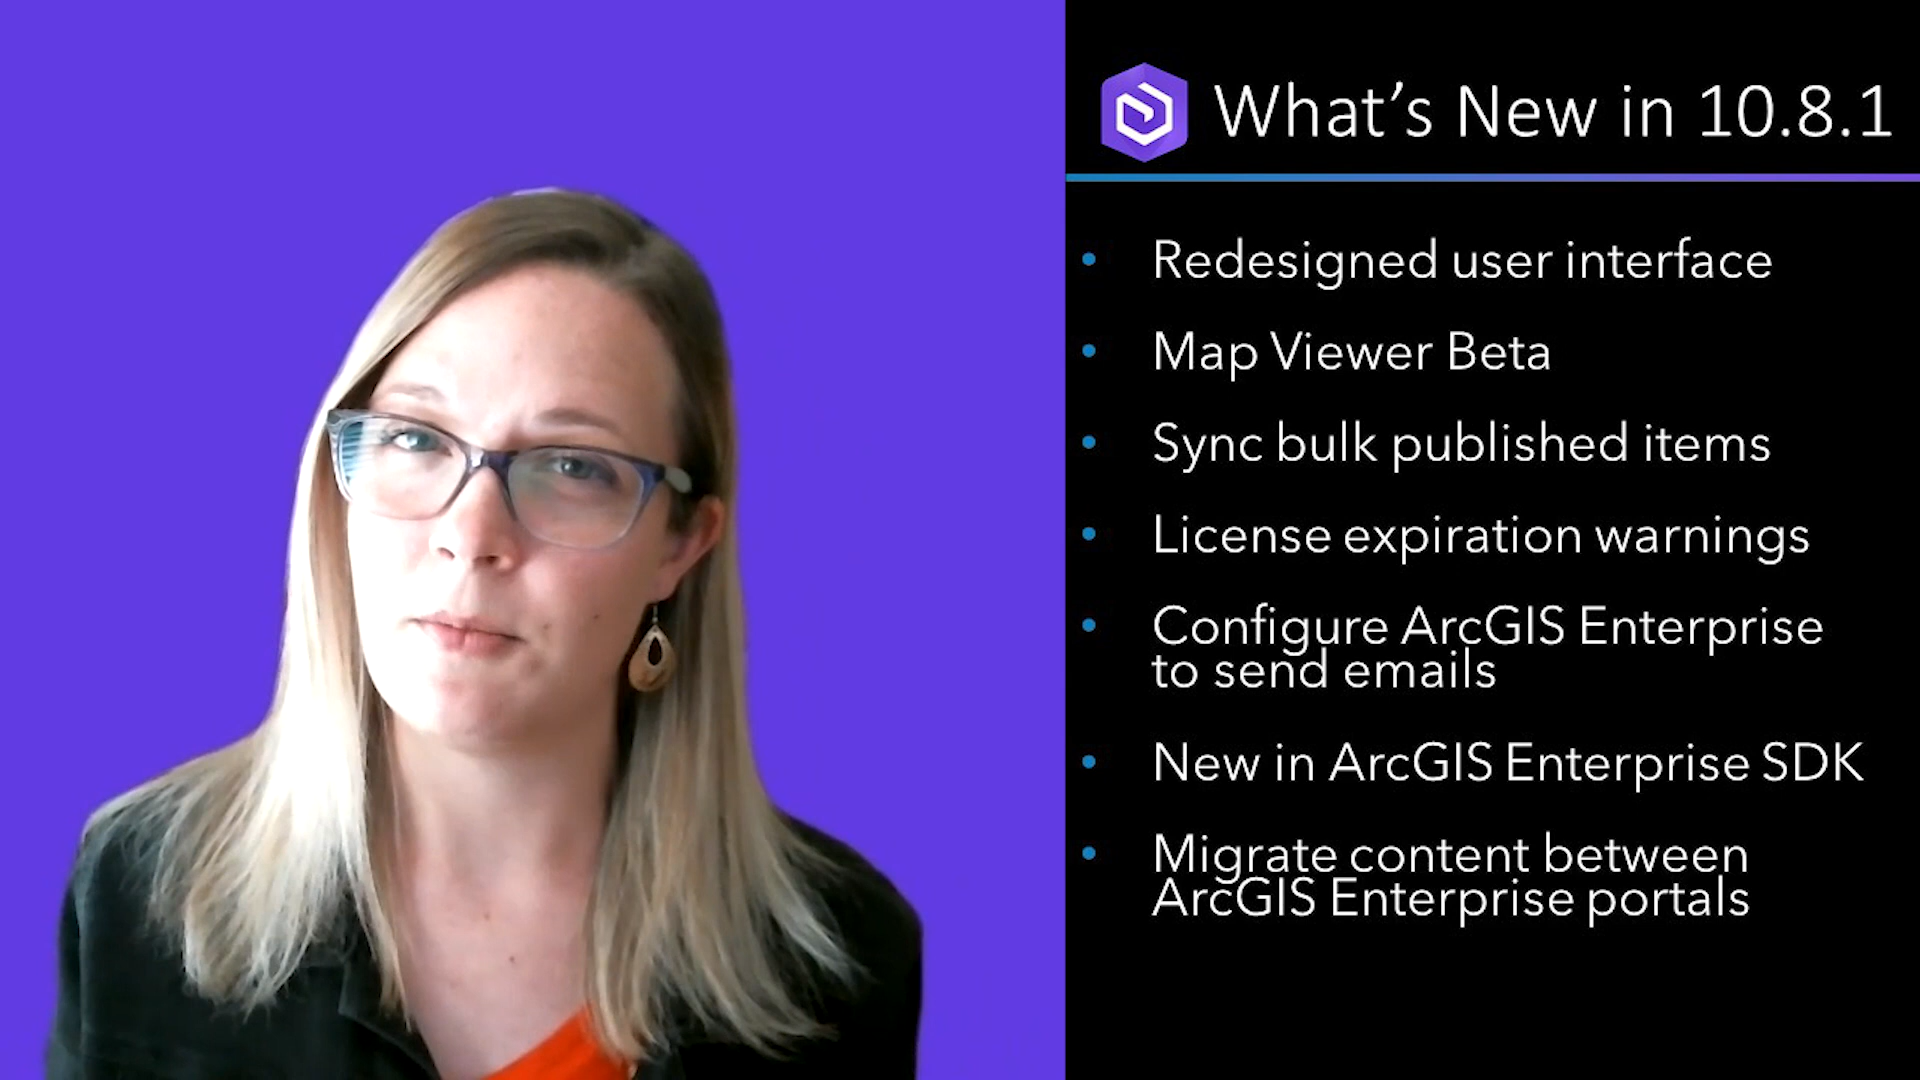 What's New in 10.8.1
• Redesigned user interface
• Map Viewer Beta
• Sync bulk published items
• License expiration warnings
• Configure ArcGIS Enterprise
to send emails
• New in ArcGIS Enterprise SDK
• Migrate content between
ArcGIS Enterprise portals